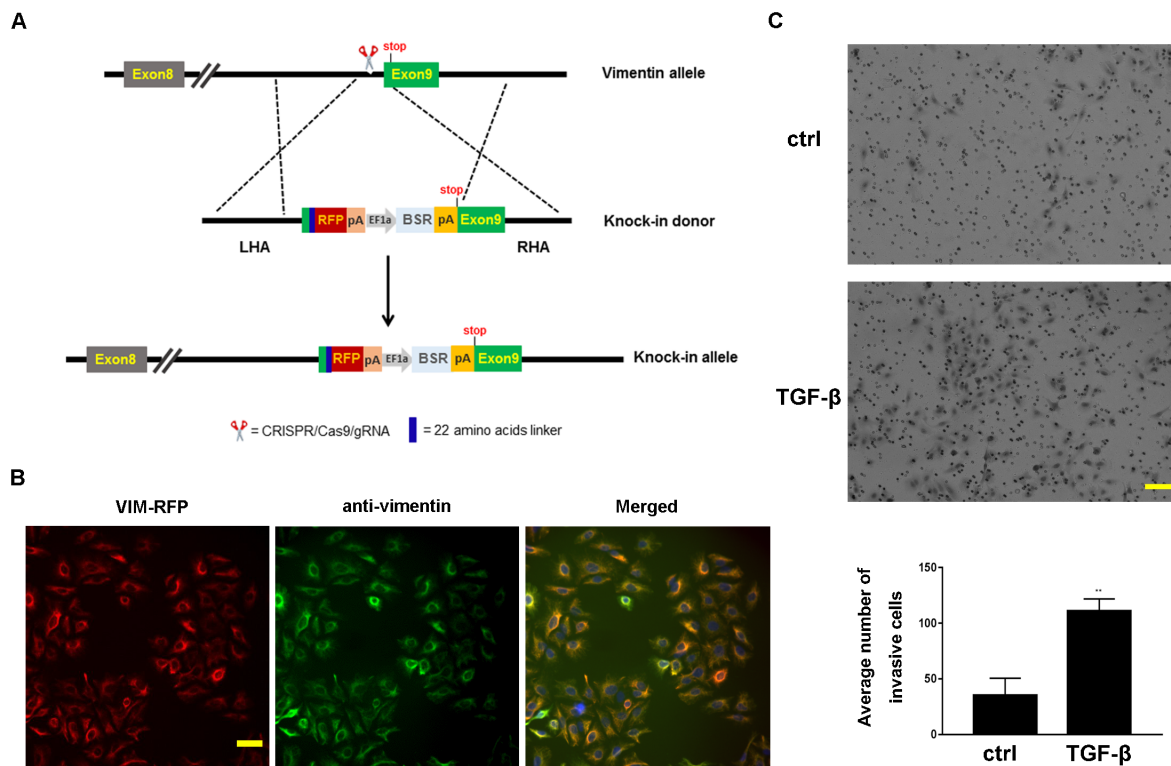 A
stop
Exon8
Exon9
Vimentin allele
stop
RFP
pA
EF1a
BSR
pA
Exon9
Knock-in donor
LHA
RHA
stop
Exon8
RFP
pA
EF1a
BSR
pA
Exon9
Knock-in allele
= CRISPR/Cas9/gRNA
= 22 amino acids linker
B
VIM-RFP
anti-vimentin
Merged
C
ctrl
TGF-β
Average number of
invasive cells
150
100
50
0
**
ctrl
TGF-β